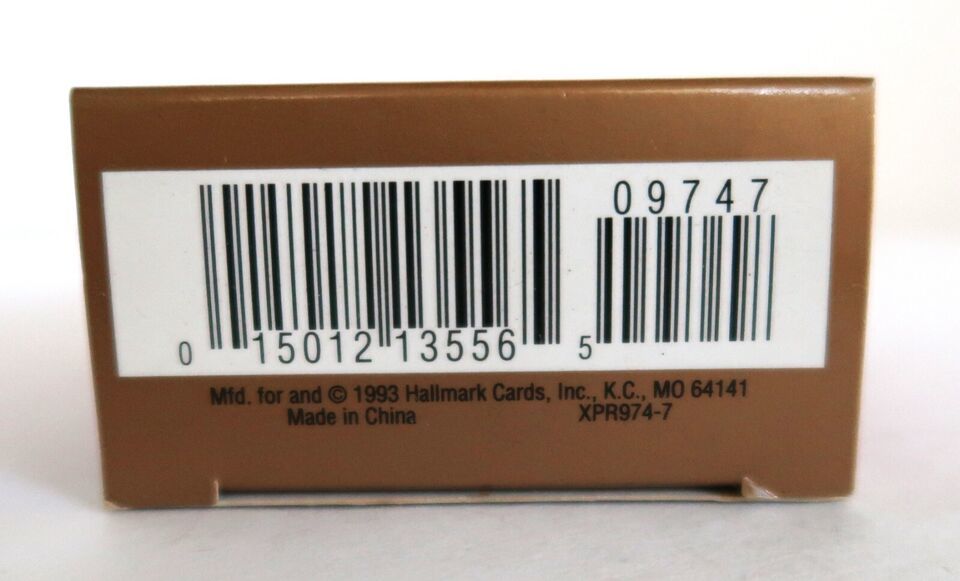 09747
0 15012 13556 5
Mfd. for and © 1993 Hallmark Cards, Inc., K.C., MO 64141
Made in China XPR974-7